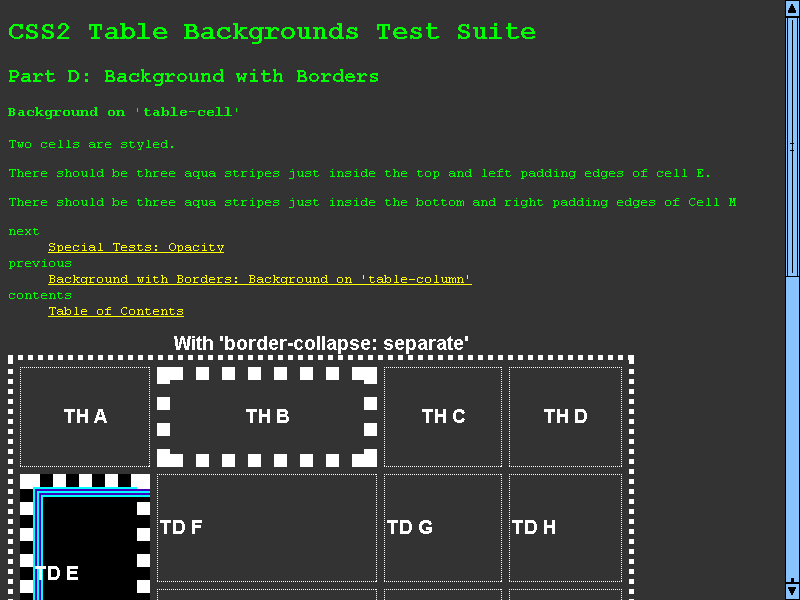 CSS2 Table Backgrounds Test Suite
Part D: Background with Borders
Background on 'table-cell'
Two cells are styled.
There should be three aqua stripes just inside the top and left padding edges of cell E.
There should be three aqua stripes just inside the bottom and right padding edges of Cell M
next
Special Tests: Opacity
previous
Background with Borders: Background on 'table-column'
contents
Table of Contents
With 'border-collapse: separate'
TH A TH B TH C TH D
TD F TD G TD H
TD E